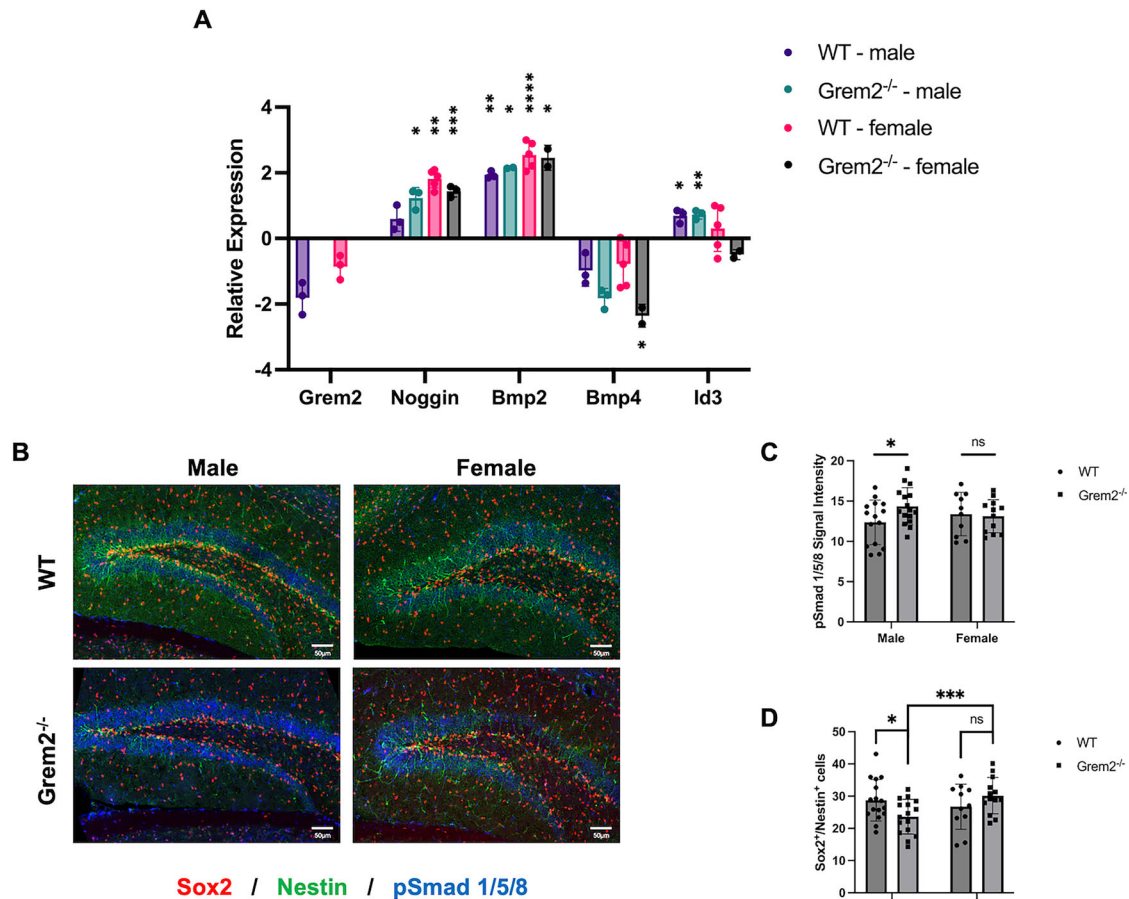 A
WT - male
Grem2-/- - male
WT - female
Grem2-/- - female
Relative Expression
4
2
0
-2
-4
*
**
***
**
*
****
*
*
*
**
Grem2
Noggin
Bmp2
Bmp4
Id3
B
Male
Female
WT
Grem2-/-
50µm
50µm
50µm
50µm
Sox2 / Nestin / pSmad 1/5/8
C
pSmad 1/5/8 Signal Intensity
20
15
10
5
0
*
ns
Male
Female
WT
Grem2-/-
D
Sox2+/Nestin+ cells
50
40
30
20
10
0
*
***
ns
WT
Grem2-/-